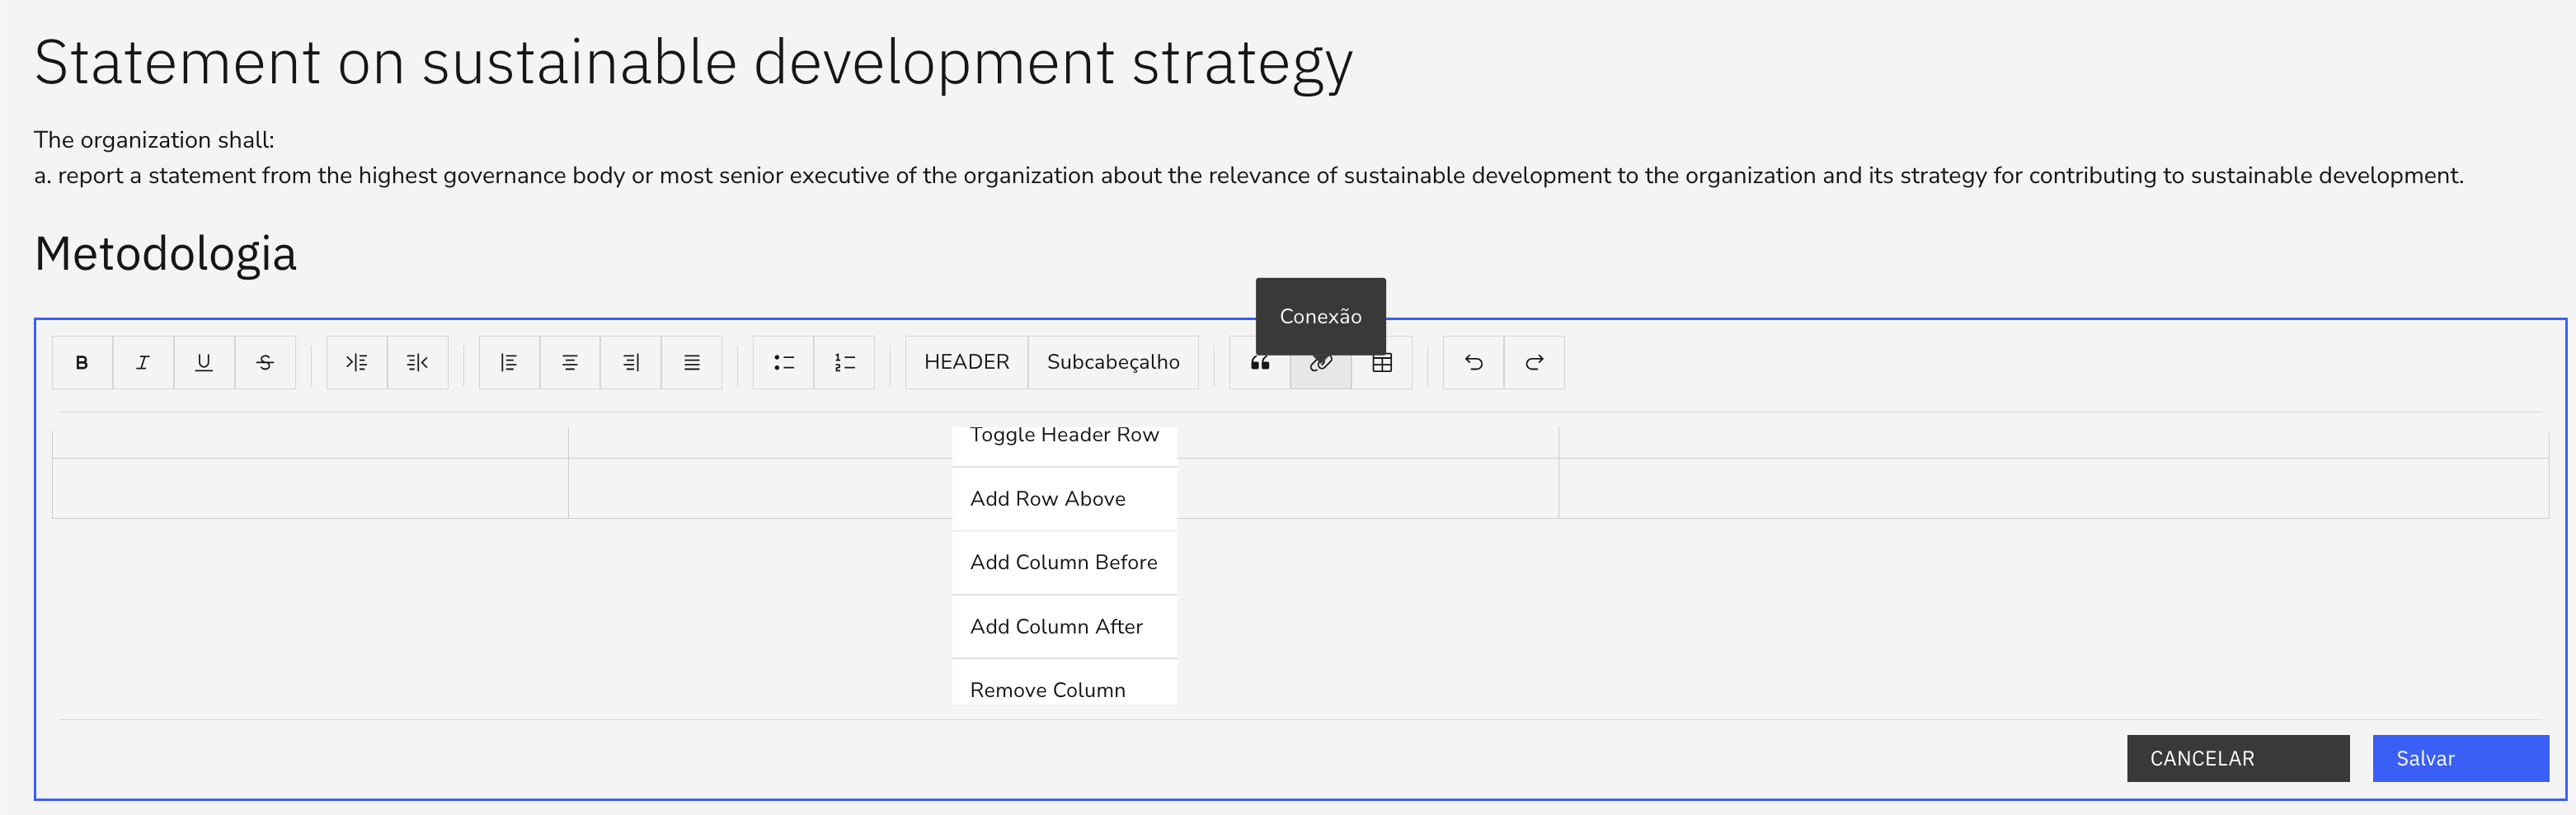 Statement on sustainable development strategy
The organization shall:
a. report a statement from the highest governance body or most senior executive of the organization about the relevance of sustainable development to the organization and its strategy for contributing to sustainable development.
Metodologia
Conexão
HEADER Subcabeçalho
Toggle Header Row
Add Row Above
Add Column Before
Add Column After
Remove Column
CANCELAR Salvar